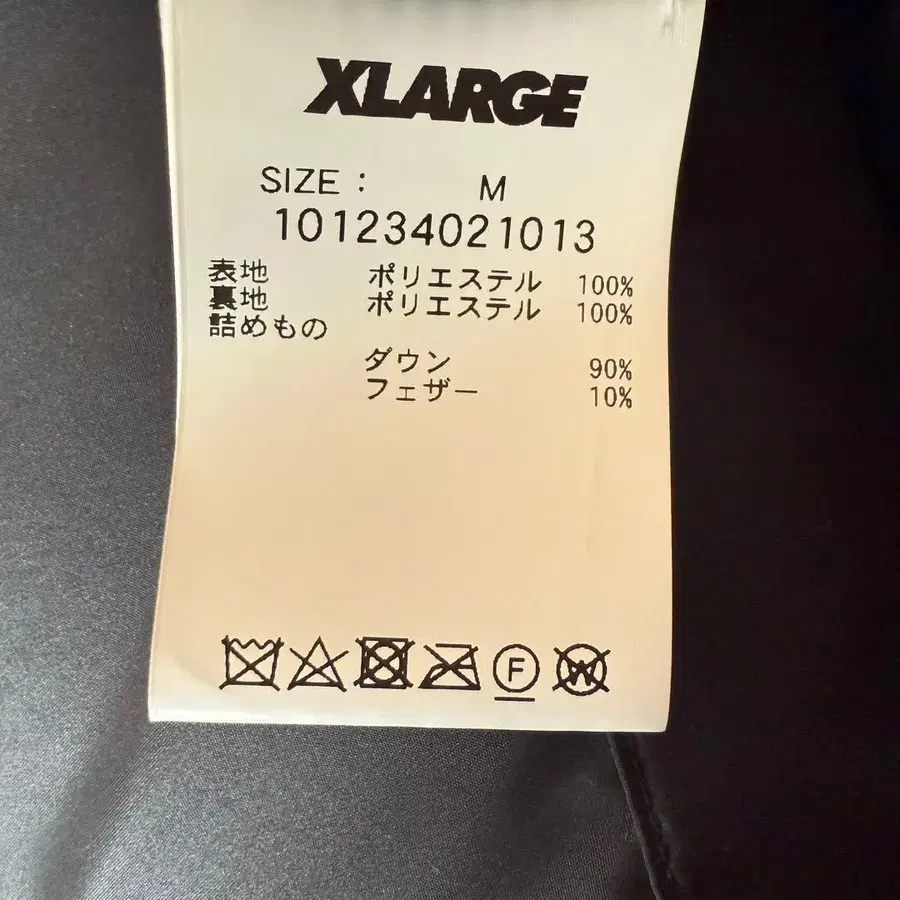 XLARGE
SIZE : M
101234021013
表地 ポリエステル 100%
裏地 ポリエステル 100%
詰めもの
ダウン 90%
フェザー 10%
F W